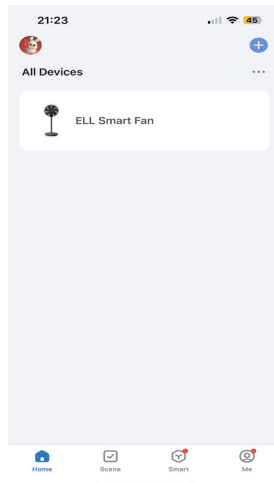 21:23
45
All Devices
ELL Smart Fan
Home
Scene
Smart
Me